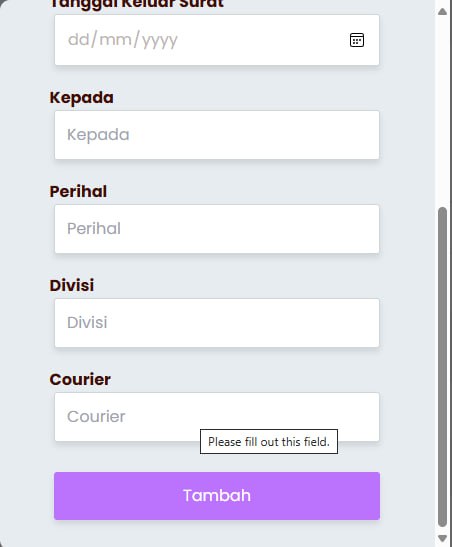 Tanggal Keluar Surat
dd/mm/yyyy
Kepada
Kepada
Perihal
Perihal
Divisi
Divisi
Courier
Courier
Please fill out this field.
Tambah